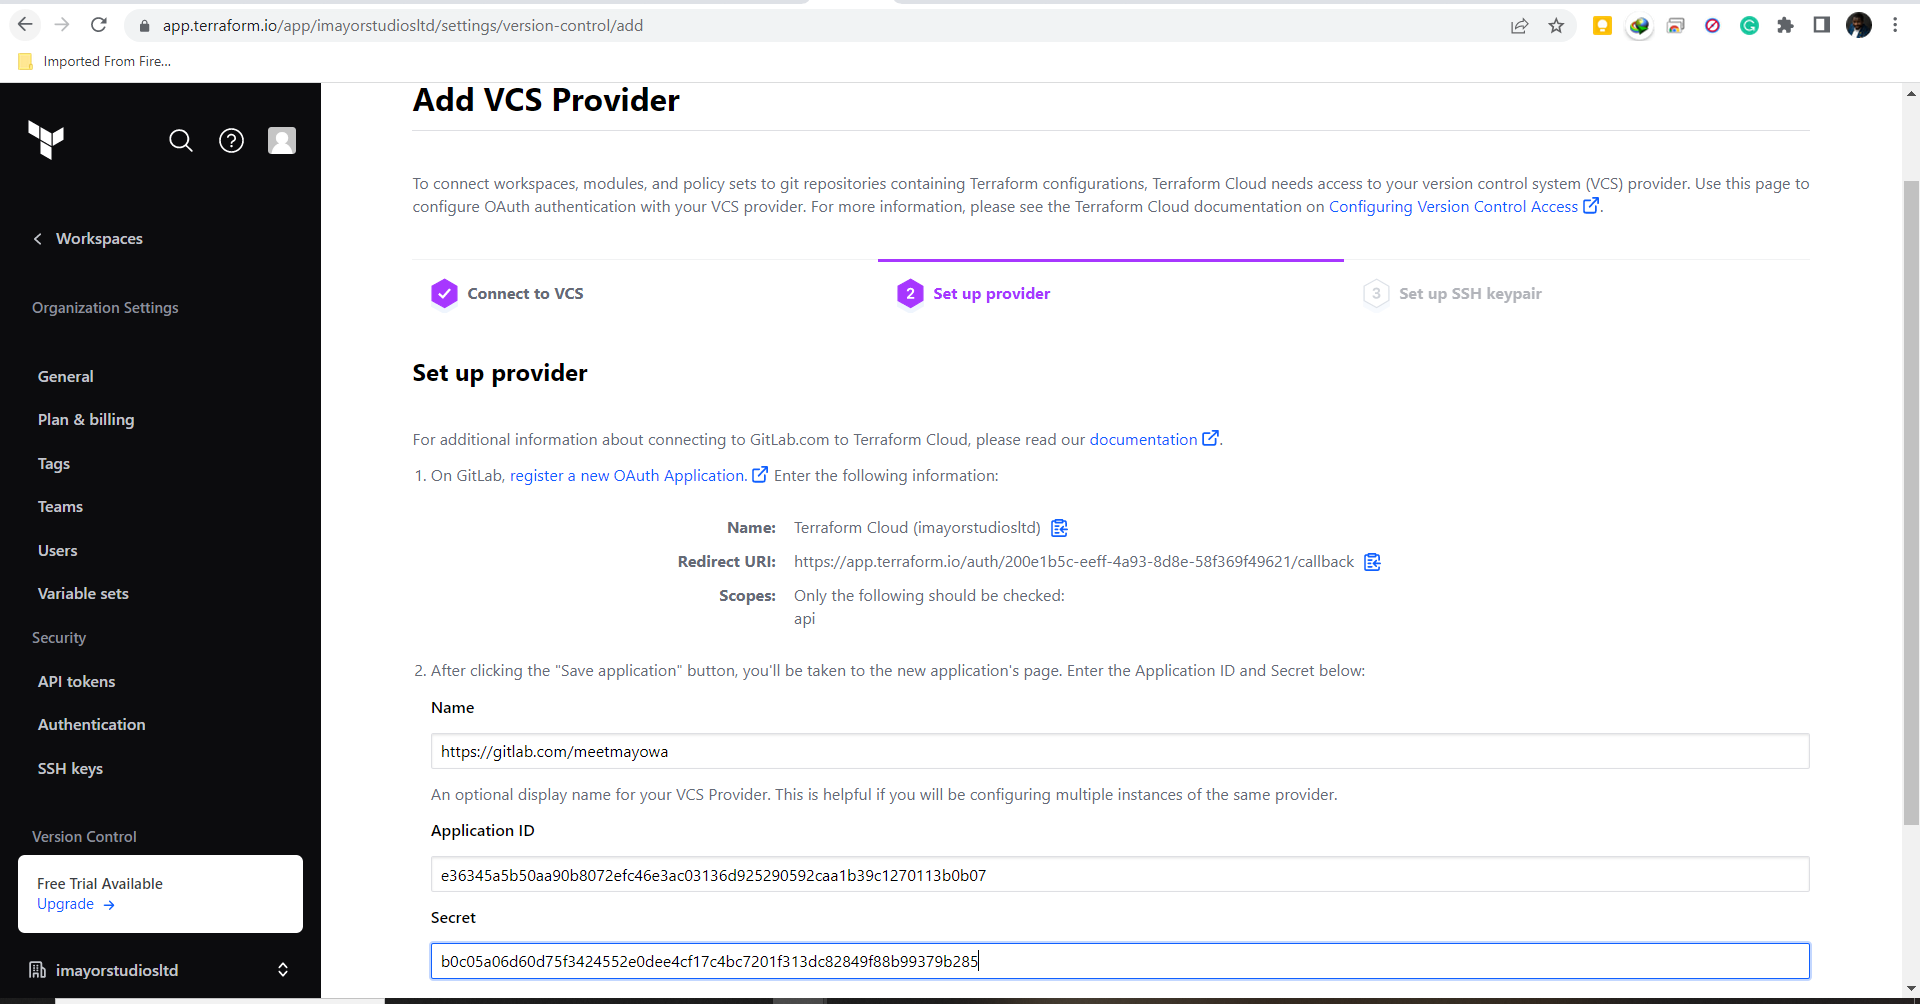 app.terraform.io/app/imayorstudiosltd/settings/version-control/add
Imported From Fire...
Workspaces
Organization Settings
General
Plan & billing
Tags
Teams
Users
Variable sets
Security
API tokens
Authentication
SSH keys
Version Control
Free Trial Available
Upgrade →
imayorstudiosltd
Add VCS Provider
To connect workspaces, modules, and policy sets to git repositories containing Terraform configurations, Terraform Cloud needs access to your version control system (VCS) provider. Use this page to
configure OAuth authentication with your VCS provider. For more information, please see the Terraform Cloud documentation on Configuring Version Control Access.
Connect to VCS
2 Set up provider
3 Set up SSH keypair
Set up provider
For additional information about connecting to GitLab.com to Terraform Cloud, please read our documentation.
1. On GitLab, register a new OAuth Application. Enter the following information:
Name: Terraform Cloud (imayorstudiosltd)
Redirect URI: https://app.terraform.io/auth/200e1b5c-eeff-4a93-8d8e-58f369f49621/callback
Scopes: Only the following should be checked:
api
2. After clicking the "Save application" button, you'll be taken to the new application's page. Enter the Application ID and Secret below:
Name
https://gitlab.com/meetmayowa
An optional display name for your VCS Provider. This is helpful if you will be configuring multiple instances of the same provider.
Application ID
e36345a5b50aa90b8072efc46e3ac03136d925290592caa1b39c1270113b0b07
Secret
b0c05a06d60d75f3424552e0dee4cf17c4bc7201f313dc82849f88b99379b285